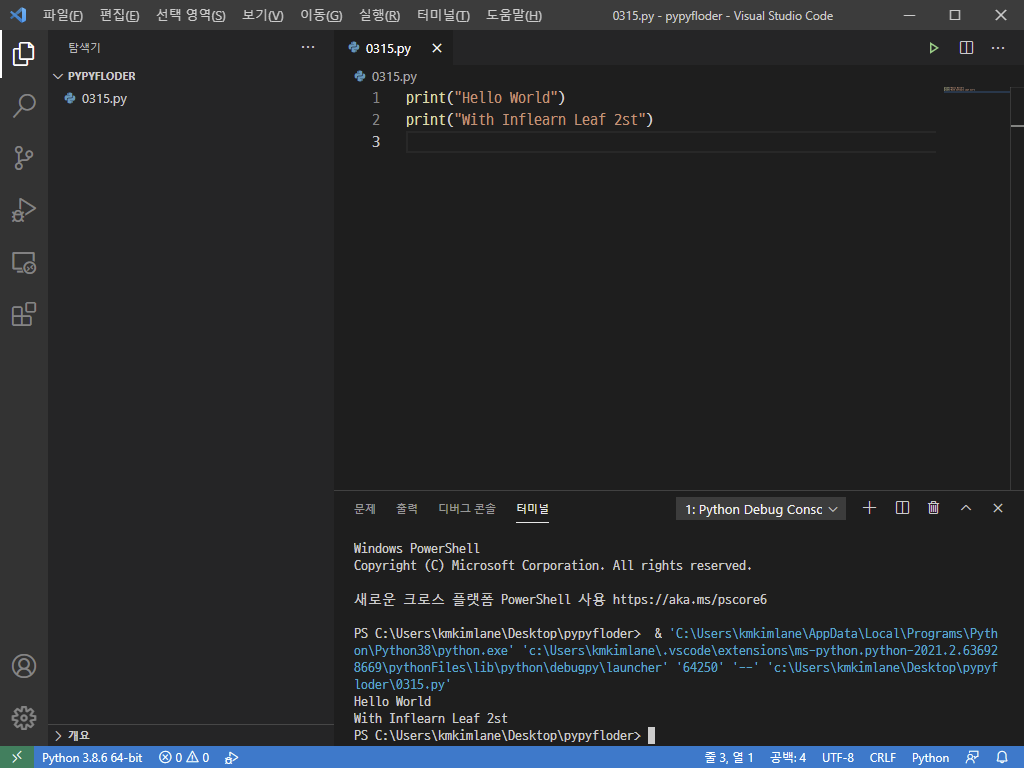 파일(F) 편집(E) 선택 영역(S) 보기(V) 이동(G) 실행(R) 터미널(T) 도움말(H) 0315.py - pypyfloder - Visual Studio Code
탐색기 ···
PYPYFLODER
0315.py
0315.py
0315.py
1 print("Hello World")
2 print("With Inflearn Leaf 2st")
3
문제 출력 디버그 콘솔 터미널 1: Python Debug Consc
Windows PowerShell
Copyright (C) Microsoft Corporation. All rights reserved.
새로운 크로스 플랫폼 PowerShell 사용 https://aka.ms/pscore6
PS C:\Users\kmkimlane\Desktop\pypyfloder>  & 'C:\Users\kmkimlane\AppData\Local\Programs\Pyth
on\Python38\python.exe' 'c:\Users\kmkimlane\.vscode\extensions\ms-python.python-2021.2.63692
8669\pythonFiles\lib\python\debugpy\launcher' '64250' '--' 'c:\Users\kmkimlane\Desktop\pypyf
loder\0315.py'
Hello World
With Inflearn Leaf 2st
PS C:\Users\kmkimlane\Desktop\pypyfloder>
개요
Python 3.8.6 64-bit 0 0 줄 3, 열 1 공백: 4 UTF-8 CRLF Python